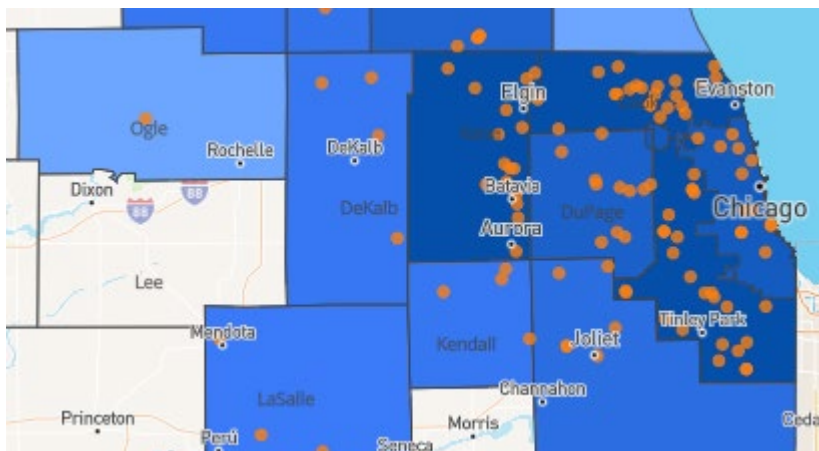 Elgin
Evanston
Ogle
Rochelle
DeKalb
Dixon
88
88
DeKalb
Batavia
DuPage
Chicago
Aurora
Lee
Mendota
Kendall
Joliet
Tinley Park
LaSalle
Channahon
Princeton
Morris
Perú
Seneca